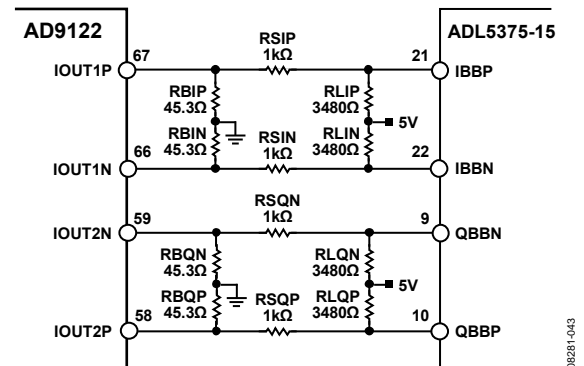 AD9122
ADL5375-15
67
RSIP
1kΩ
21
IOUT1P
IBBP
RBIP
45.3Ω
RLIP
3480Ω
5V
RBIN
45.3Ω
RSIN
1kΩ
RLIN
3480Ω
66
22
IOUT1N
IBBN
59
RSQN
1kΩ
9
IOUT2N
QBBN
RBQN
45.3Ω
RLQN
3480Ω
5V
RBQP
45.3Ω
RSQP
1kΩ
RLQP
3480Ω
58
10
IOUT2P
QBBP
08281-043